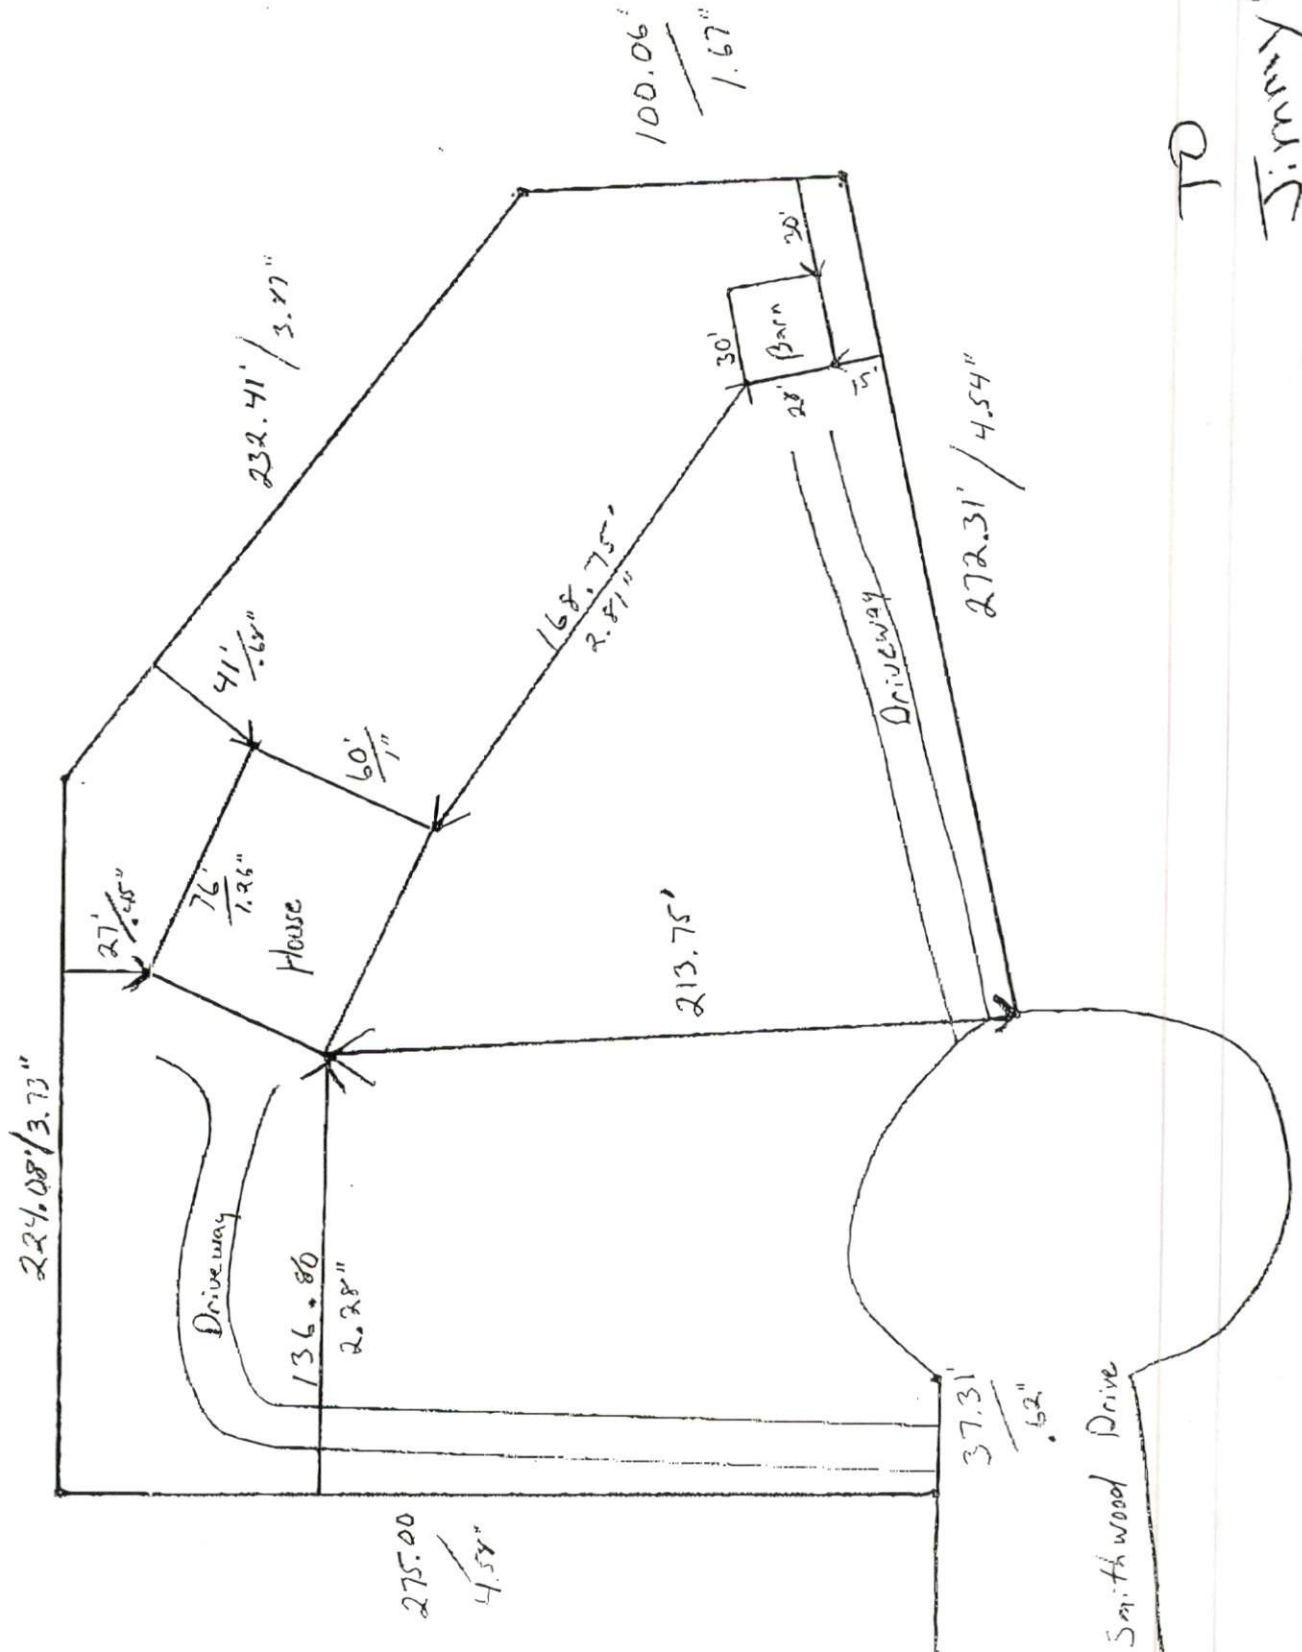 224.08'/3.73"
232.41' / 3.87"
100.06'
1.67"
27'/.45"
76'
1.26"
House
41'/.68"
60'
1"
168.75'
2.81"
30'
Barn
28'
30'
Driveway
136.80
2.28"
213.75'
Driveway
272.31' / 4.54"
275.00
4.58"
37.31'
.62"
Smithwood Drive
Jimmy